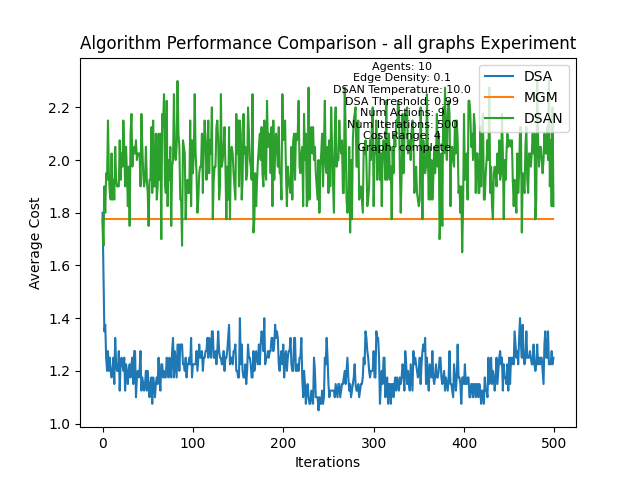 Algorithm Performance Comparison - all graphs Experiment
Agents: 10
Edge Density: 0.1
DSAN Temperature: 10.0
DSA Threshold: 0.99
Num Actions: 9
Num Iterations: 500
Cost Range: 4
Graph: complete
DSA
MGM
DSAN
Average Cost
2.2
2.0
1.8
1.6
1.4
1.2
1.0
0 100 200 300 400 500
Iterations